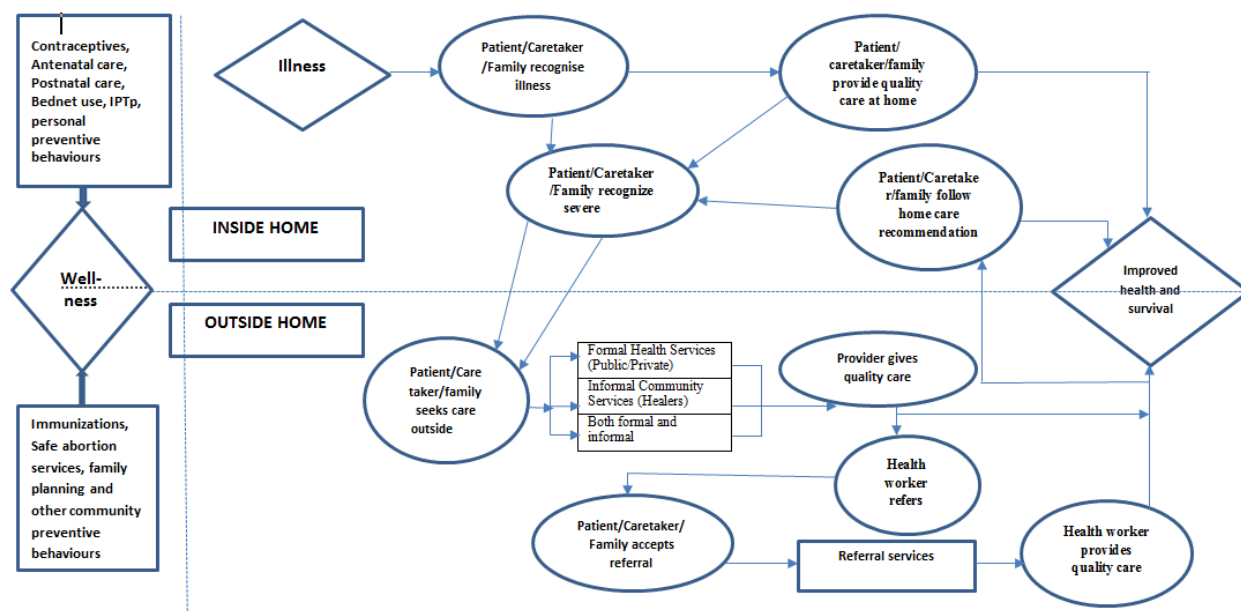 Contraceptives,
Antenatal care,
Postnatal care,
Bednet use, IPTp,
personal
preventive
behaviours
Well-
ness
Immunizations,
Safe abortion
services, family
planning and
other community
preventive
behaviours
INSIDE HOME
OUTSIDE HOME
Illness
Patient/Caretaker
/Family recognise
illness
Patient/
caretaker/family
provide quality
care at home
Patient/Caretaker
/Family recognize
severe
Patient/Caretake
r/family follow
home care
recommendation
Improved
health and
survival
Patient/Care
taker/family
seeks care
outside
Formal Health Services
(Public/Private)
Informal Community
Services (Healers)
Both formal and
informal
Provider gives
quality care
Health
worker
refers
Patient/Caretaker/
Family accepts
referral
Referral services
Health worker
provides
quality care